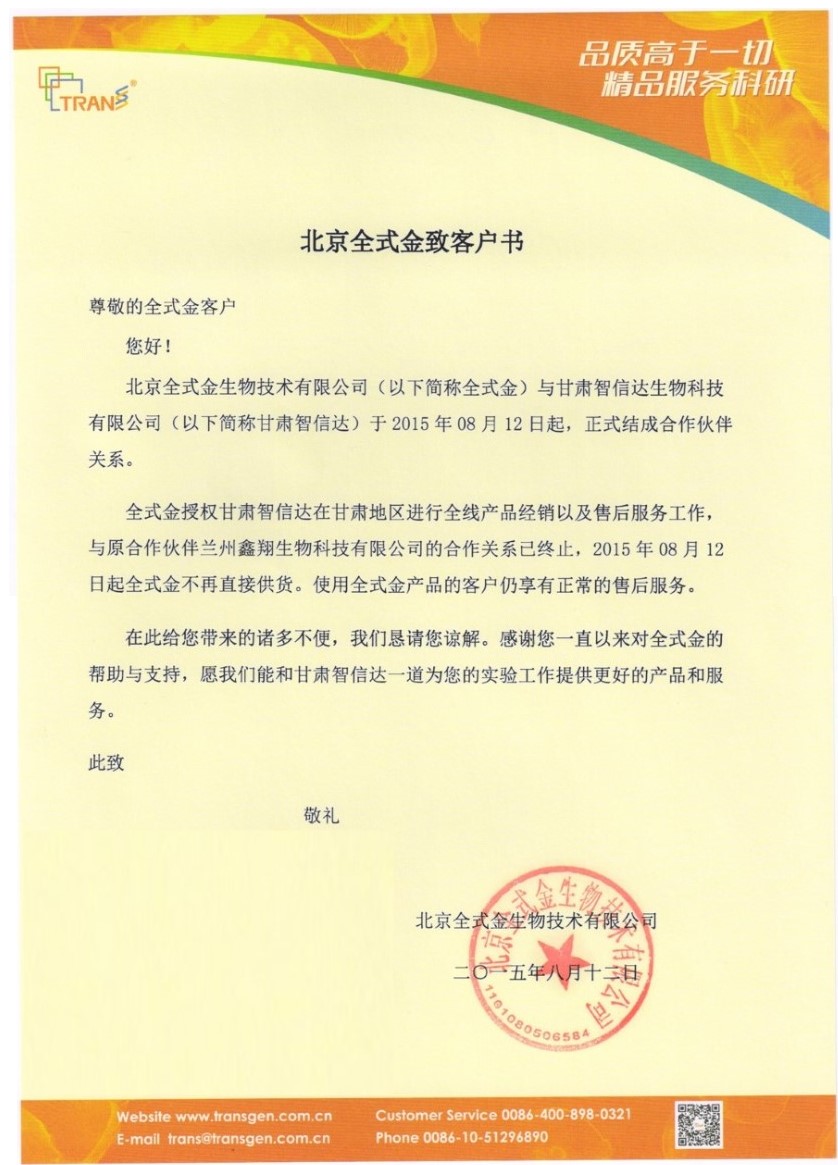 品质高于一切
精品服务科研
TRANS®
北京全式金致客户书
尊敬的全式金客户
您好！
北京全式金生物技术有限公司（以下简称全式金）与甘肃智信达生物科技
有限公司（以下简称甘肃智信达）于 2015 年 08 月 12 日起，正式结成合作伙伴
关系。
全式金授权甘肃智信达在甘肃地区进行全线产品经销以及售后服务工作，
与原合作伙伴兰州鑫翔生物科技有限公司的合作关系已终止，2015 年 08 月 12
日起全式金不再直接供货。使用全式金产品的客户仍享有正常的售后服务。
在此给您带来的诸多不便，我们恳请您谅解。感谢您一直以来对全式金的
帮助与支持，愿我们能和甘肃智信达一道为您的实验工作提供更好的产品和服
务。
此致
敬礼
北京全式金生物技术有限公司
二〇一五年八月十二日
北京全式金生物技术有限公司
1101080506584
Website www.transgen.com.cn
Customer Service 0086-400-898-0321
E-mail trans@transgen.com.cn
Phone 0086-10-51296890